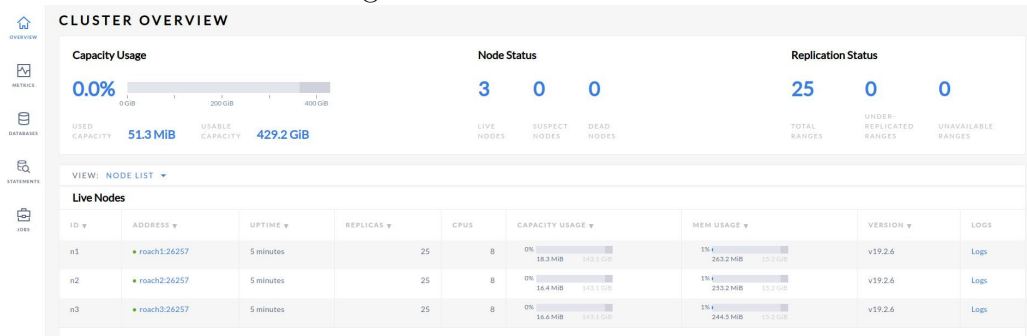 CLUSTER OVERVIEW
OVERVIEW
METRICS
DATABASES
STATEMENTS
JOBS
Capacity Usage
0.0%
0 GiB 200 GiB 400 GiB
USED CAPACITY 51.3 MiB USABLE CAPACITY 429.2 GiB
Node Status
3 0 0
LIVE NODES SUSPECT NODES DEAD NODES
Replication Status
25 0 0
TOTAL RANGES UNDER-REPLICATED RANGES UNAVAILABLE RANGES
VIEW: NODE LIST
Live Nodes
ID ADDRESS UPTIME REPLICAS CPUS CAPACITY USAGE MEM USAGE VERSION LOGS
n1 roach1:26257 5 minutes 25 8 0% 18.3 MiB 143.1 GiB 1% 263.2 MiB 15.2 GiB v19.2.6 Logs
n2 roach2:26257 5 minutes 25 8 0% 16.4 MiB 143.1 GiB 1% 253.2 MiB 15.2 GiB v19.2.6 Logs
n3 roach3:26257 5 minutes 25 8 0% 16.6 MiB 143.1 GiB 1% 244.5 MiB 15.2 GiB v19.2.6 Logs